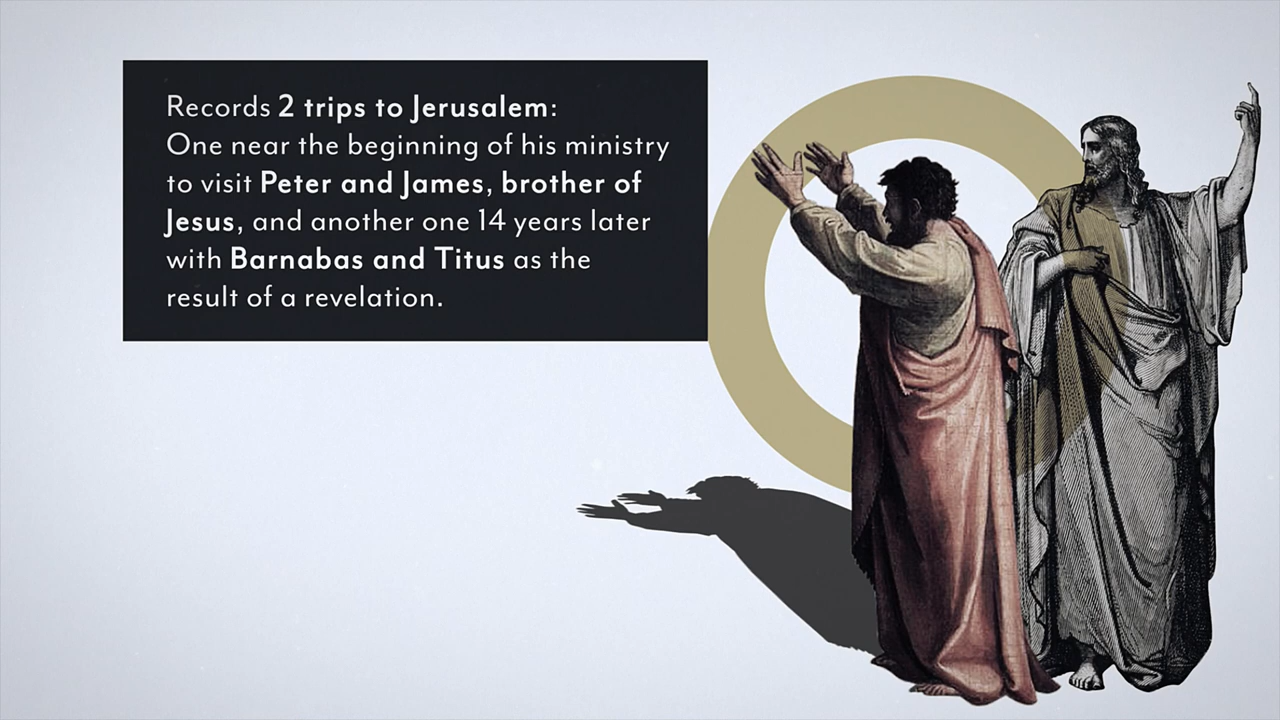 Records 2 trips to Jerusalem:
One near the beginning of his ministry
to visit Peter and James, brother of
Jesus, and another one 14 years later
with Barnabas and Titus as the
result of a revelation.